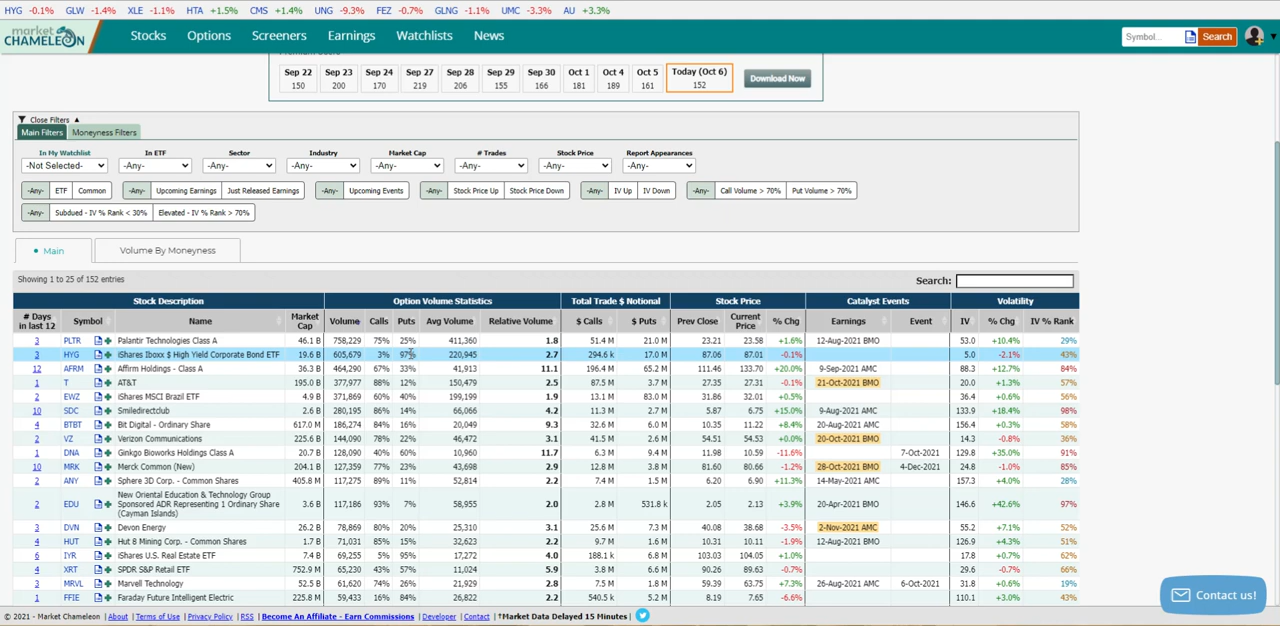 HYG -0.1% GLW -1.4% XLE -1.1% HTA +1.5% CMS +1.4% UNG -9.3% FEZ -0.7% GLNG -1.1% UMC -3.3% AU +3.3%
market CHAMELEON Stocks Options Screeners Earnings Watchlists News Symbol... Search
Sep 22 Sep 23 Sep 24 Sep 27 Sep 28 Sep 29 Sep 30 Oct 1 Oct 4 Oct 5 Today (Oct 6) Download Now
150 200 170 219 206 155 166 181 189 161 152
Close Filters ▲
Main Filters Moneyness Filters
In My Watchlist In ETF Sector Industry Market Cap # Trades Stock Price Report Appearances
-Not Selected- -Any- -Any- -Any- -Any- -Any- -Any- -Any-
-Any- ETF Common -Any- Upcoming Earnings Just Released Earnings -Any- Upcoming Events -Any- Stock Price Up Stock Price Down -Any- IV Up IV Down -Any- Call Volume > 70% Put Volume > 70%
-Any- Subdued - IV % Rank < 30% Elevated - IV % Rank > 70%
• Main Volume By Moneyness
Showing 1 to 25 of 152 entries Search:
Stock Description Option Volume Statistics Total Trade $ Notional Stock Price Catalyst Events Volatility
# Days in last 12 Symbol Name Market Cap Volume Calls Puts Avg Volume Relative Volume $ Calls $ Puts Prev Close Current Price % Chg Earnings Event IV % Chg IV % Rank
3 PLTR Palantir Technologies Class A 46.1 B 758,229 75% 25% 411,360 1.8 51.4 M 21.0 M 23.21 23.58 +1.6% 12-Aug-2021 BMO 53.0 +10.4% 29%
3 HYG iShares Iboxx $ High Yield Corporate Bond ETF 19.6 B 605,679 3% 97% 220,945 2.7 294.6 k 17.0 M 87.06 87.01 -0.1% 5.0 -2.1% 43%
12 AFRM Affirm Holdings - Class A 36.3 B 464,290 67% 33% 41,913 11.1 196.4 M 65.2 M 111.46 133.70 +20.0% 9-Sep-2021 AMC 88.3 +12.7% 84%
1 T AT&T 195.0 B 377,977 88% 12% 150,479 2.5 87.5 M 3.7 M 27.35 27.31 -0.1% 21-Oct-2021 BMO 20.0 +1.3% 57%
2 EWZ iShares MSCI Brazil ETF 4.9 B 371,869 60% 40% 199,151 1.9 13.1 M 83.0 M 31.86 32.01 +0.5% 36.4 +0.6% 56%
10 SDC Smiledirectclub 2.3 B 280,195 86% 14% 66,066 4.2 11.3 M 2.7 M 5.87 6.75 +15.0% 9-Aug-2021 AMC 133.9 +18.4% 98%
4 BTBT Bit Digital - Ordinary Share 617.0 M 186,272 84% 16% 20,049 9.3 32.6 M 6.0 M 10.35 11.22 +8.4% 20-Aug-2021 AMC 156.4 +0.3% 58%
2 VZ Verizon Communications 225.6 B 144,090 78% 22% 46,472 3.1 41.5 M 2.6 M 54.51 54.53 +0.0% 20-Oct-2021 BMO 14.3 -0.8% 36%
1 DNA Ginkgo Bioworks Holdings Class A 20.7 B 128,090 40% 60% 10,960 11.7 6.3 M 9.4 M 11.98 10.59 -11.6% 7-Oct-2021 129.8 +35.0% 91%
10 MRK Merck Common (New) 204.1 B 127,359 77% 23% 43,698 2.9 12.8 M 3.8 M 81.60 80.66 -1.2% 28-Oct-2021 BMO 4-Dec-2021 24.8 -1.0% 85%
2 ANY Sphere 3D Corp. - Common Shares 405.8 M 117,275 89% 11% 52,814 2.2 7.4 M 1.5 M 6.20 6.90 +11.3% 14-May-2021 AMC 157.3 +4.0% 28%
2 EDU New Oriental Education & Technology Group Sponsored ADR Representing 1 Ordinary Share (Cayman Islands) 3.6 B 117,186 93% 7% 58,955 2.0 2.8 M 531.8 k 2.05 2.13 +3.9% 146.6 +42.6% 97%
3 DVN Devon Energy 26.2 B 78,869 80% 20% 25,310 3.1 25.6 M 7.3 M 40.08 38.68 -3.5% 2-Nov-2021 AMC 55.2 +7.1% 52%
4 HUT Hut 8 Mining Corp. - Common Shares 1.7 B 71,031 85% 15% 32,623 2.2 9.7 M 1.6 M 10.31 10.11 -1.9% 12-Aug-2021 BMO 126.9 +4.3% 51%
6 IYR iShares U.S. Real Estate ETF 7.4 B 69,255 5% 95% 17,272 4.0 188.1 k 6.8 M 103.03 104.05 +1.0% 17.8 +0.7% 62%
4 XRT SPDR S&P Retail ETF 752.9 M 65,230 43% 57% 11,024 5.9 3.8 M 6.6 M 90.26 89.63 -0.7% 29.6 -0.7% 66%
3 MRVL Marvell Technology 52.5 B 61,620 74% 26% 21,929 2.8 7.5 M 1.8 M 59.39 63.75 +7.3% 26-Aug-2021 AMC 6-Oct-2021 31.8 +0.6% 19%
1 FFIE Faraday Future Intelligent Electric 225.8 M 59,433 16% 84% 26,822 2.2 540.5 k 5.2 M 8.19 7.65 -6.6% 110.1 +3.0% 43%
Contact us!
© 2021 - Market Chameleon | About | Terms of Use | Privacy Policy | RSS | Become An Affiliate - Earn Commissions | Developer | Contact | †Market Data Delayed 15 Minutes |